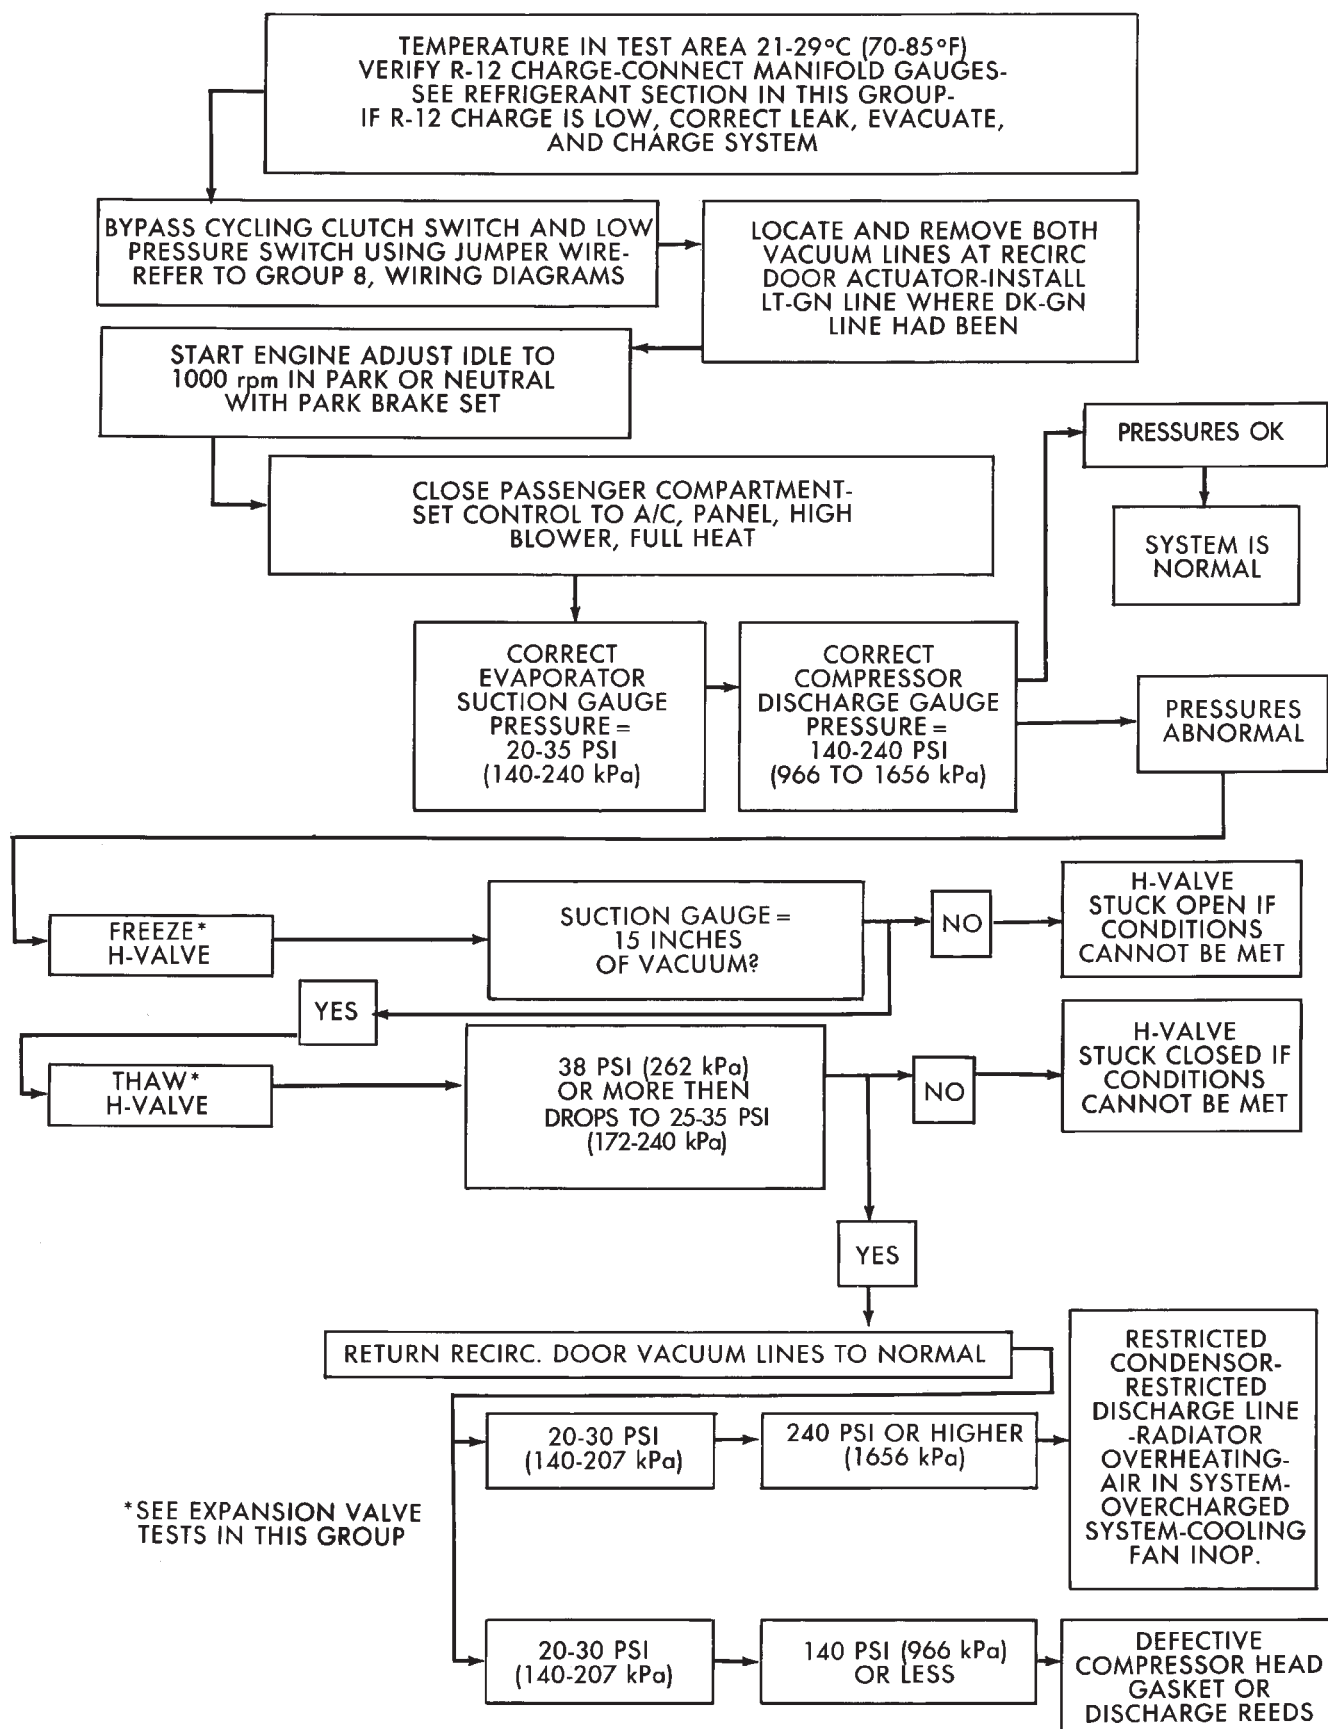 TEMPERATURE IN TEST AREA 21-29°C (70-85°F)
VERIFY R-12 CHARGE-CONNECT MANIFOLD GAUGES-
SEE REFRIGERANT SECTION IN THIS GROUP-
IF R-12 CHARGE IS LOW, CORRECT LEAK, EVACUATE,
AND CHARGE SYSTEM
BYPASS CYCLING CLUTCH SWITCH AND LOW
PRESSURE SWITCH USING JUMPER WIRE-
REFER TO GROUP 8, WIRING DIAGRAMS
LOCATE AND REMOVE BOTH
VACUUM LINES AT RECIRC
DOOR ACTUATOR-INSTALL
LT-GN LINE WHERE DK-GN
LINE HAD BEEN
START ENGINE ADJUST IDLE TO
1000 rpm IN PARK OR NEUTRAL
WITH PARK BRAKE SET
CLOSE PASSENGER COMPARTMENT-
SET CONTROL TO A/C, PANEL, HIGH
BLOWER, FULL HEAT
PRESSURES OK
SYSTEM IS
NORMAL
CORRECT
EVAPORATOR
SUCTION GAUGE
PRESSURE =
20-35 PSI
(140-240 kPa)
CORRECT
COMPRESSOR
DISCHARGE GAUGE
PRESSURE =
140-240 PSI
(966 TO 1656 kPa)
PRESSURES
ABNORMAL
FREEZE*
H-VALVE
SUCTION GAUGE =
15 INCHES
OF VACUUM?
NO
H-VALVE
STUCK OPEN IF
CONDITIONS
CANNOT BE MET
YES
THAW*
H-VALVE
38 PSI (262 kPa)
OR MORE THEN
DROPS TO 25-35 PSI
(172-240 kPa)
NO
H-VALVE
STUCK CLOSED IF
CONDITIONS
CANNOT BE MET
YES
RETURN RECIRC. DOOR VACUUM LINES TO NORMAL
20-30 PSI
(140-207 kPa)
240 PSI OR HIGHER
(1656 kPa)
RESTRICTED
CONDENSOR-
RESTRICTED
DISCHARGE LINE
-RADIATOR
OVERHEATING-
AIR IN SYSTEM-
OVERCHARGED
SYSTEM-COOLING
FAN INOP.
*SEE EXPANSION VALVE
TESTS IN THIS GROUP
20-30 PSI
(140-207 kPa)
140 PSI (966 kPa)
OR LESS
DEFECTIVE
COMPRESSOR HEAD
GASKET OR
DISCHARGE REEDS